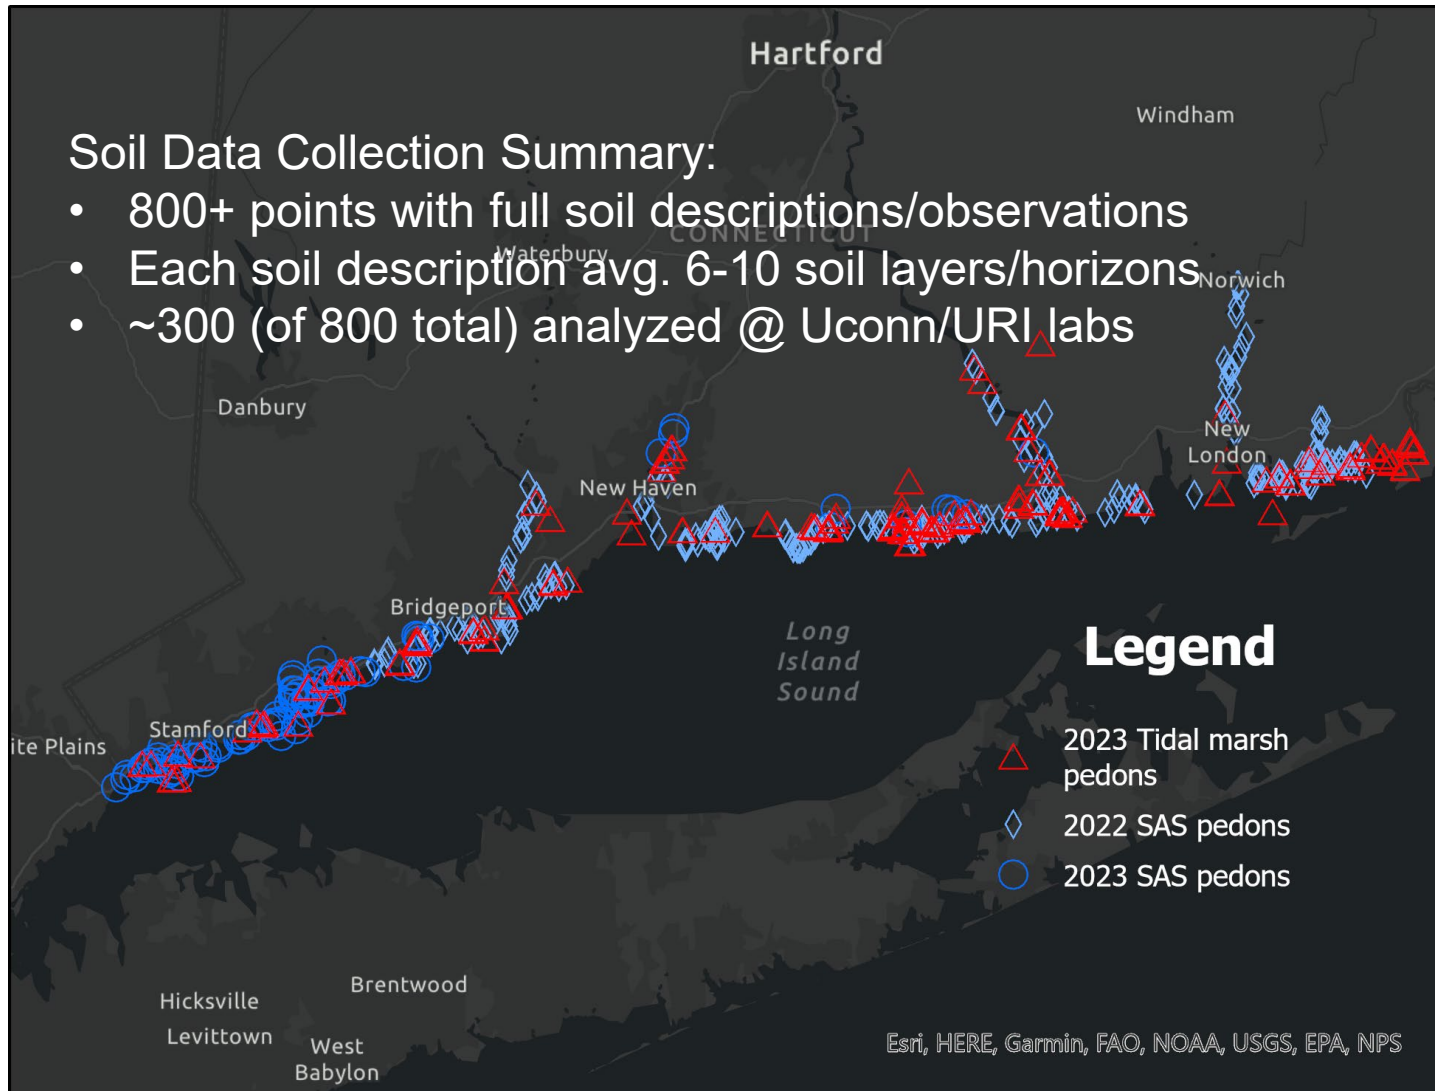 Hartford
Windham
Soil Data Collection Summary:
• 800+ points with full soil descriptions/observations
CONNECTICUT
Waterbury
• Each soil description avg. 6-10 soil layers/horizons
Norwich
• ~300 (of 800 total) analyzed @ Uconn/URI labs
Danbury
New
London
New Haven
Bridgeport
Long
Island
Sound
Legend
Stamford
ite Plains
2023 Tidal marsh
pedons
2022 SAS pedons
2023 SAS pedons
Brentwood
Hicksville
Levittown
West
Babylon
Esri, HERE, Garmin, FAO, NOAA, USGS, EPA, NPS